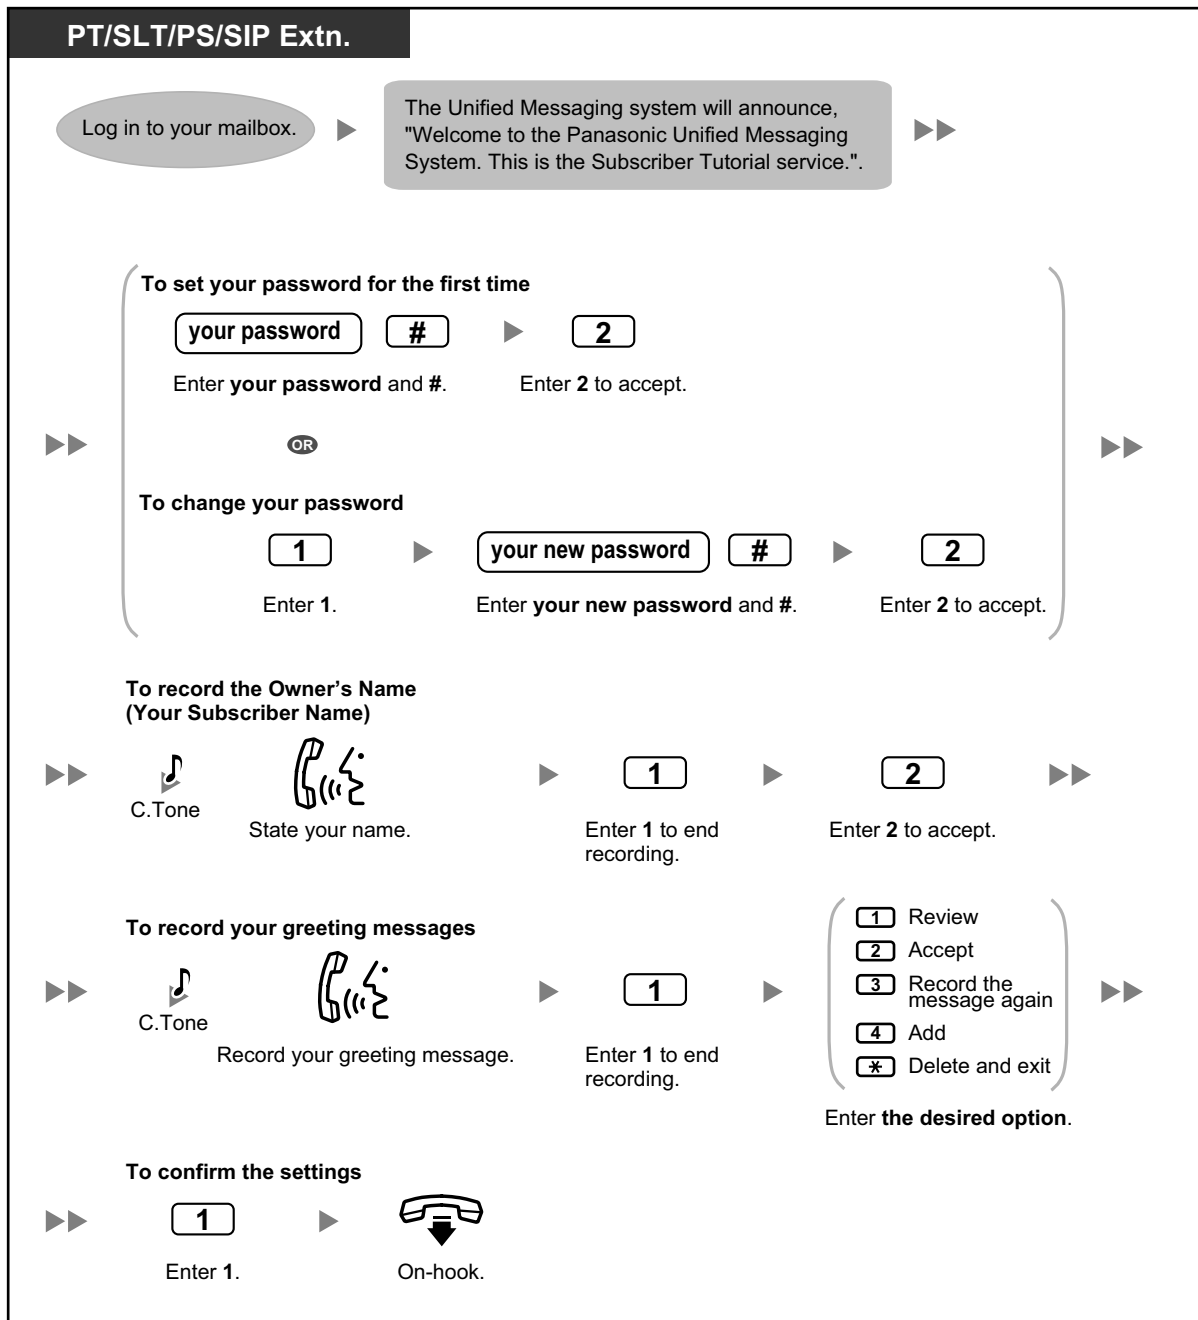 PT/SLT/PS/SIP Extn.
Log in to your mailbox.
The Unified Messaging system will announce,
"Welcome to the Panasonic Unified Messaging
System. This is the Subscriber Tutorial service.".
To set your password for the first time
your password # 2
Enter your password and #. Enter 2 to accept.
OR
To change your password
1 your new password # 2
Enter 1. Enter your new password and #. Enter 2 to accept.
To record the Owner's Name
(Your Subscriber Name)
1 2
C.Tone
State your name. Enter 1 to end Enter 2 to accept.
recording.
To record your greeting messages
1
C.Tone
Record your greeting message. Enter 1 to end
recording.
1 Review
2 Accept
3 Record the
message again
4 Add
* Delete and exit
Enter the desired option.
To confirm the settings
1
Enter 1. On-hook.